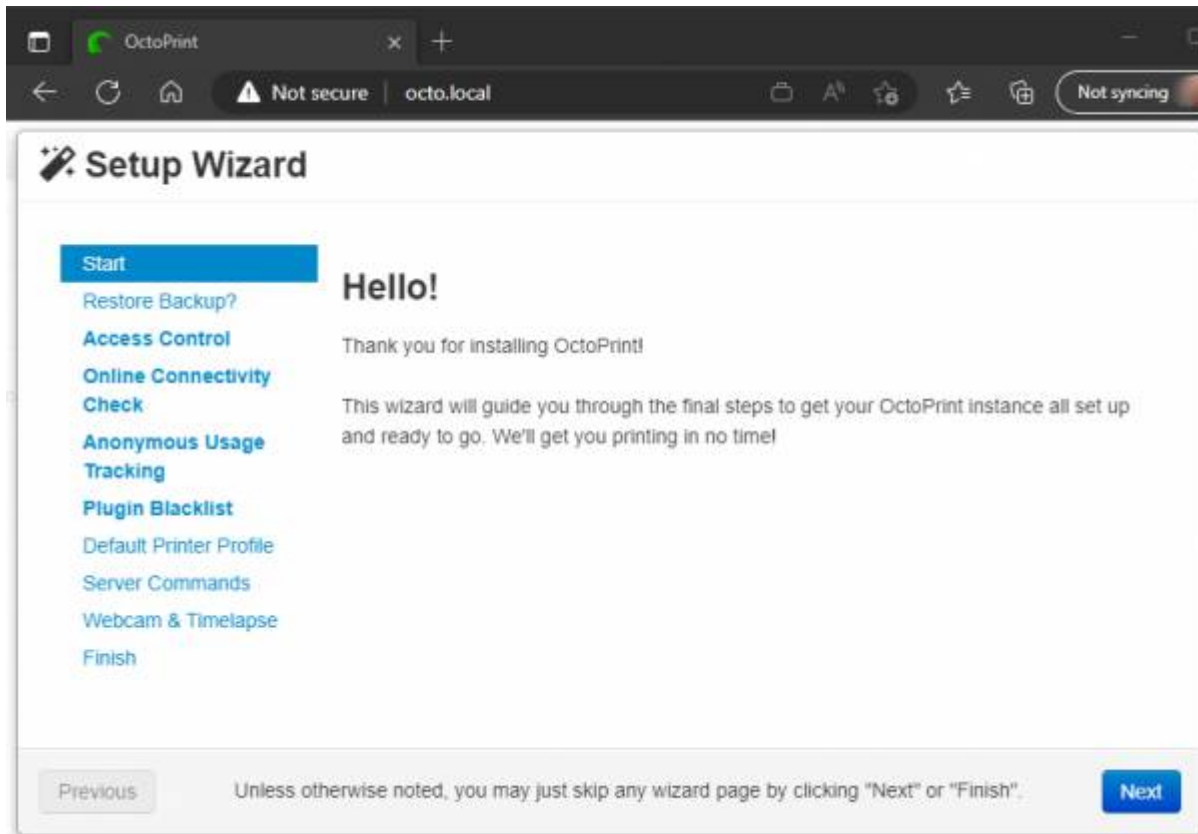 OctoPrint
Not secure
octo.local
Not syncing
Setup Wizard
Start
Restore Backup?
Access Control
Online Connectivity
Check
Anonymous Usage
Tracking
Plugin Blacklist
Default Printer Profile
Server Commands
Webcam & Timelapse
Finish
Hello!
Thank you for installing OctoPrint!
This wizard will guide you through the final steps to get your OctoPrint instance all set up
and ready to go. We'll get you printing in no time!
Previous
Unless otherwise noted, you may just skip any wizard page by clicking "Next" or "Finish".
Next